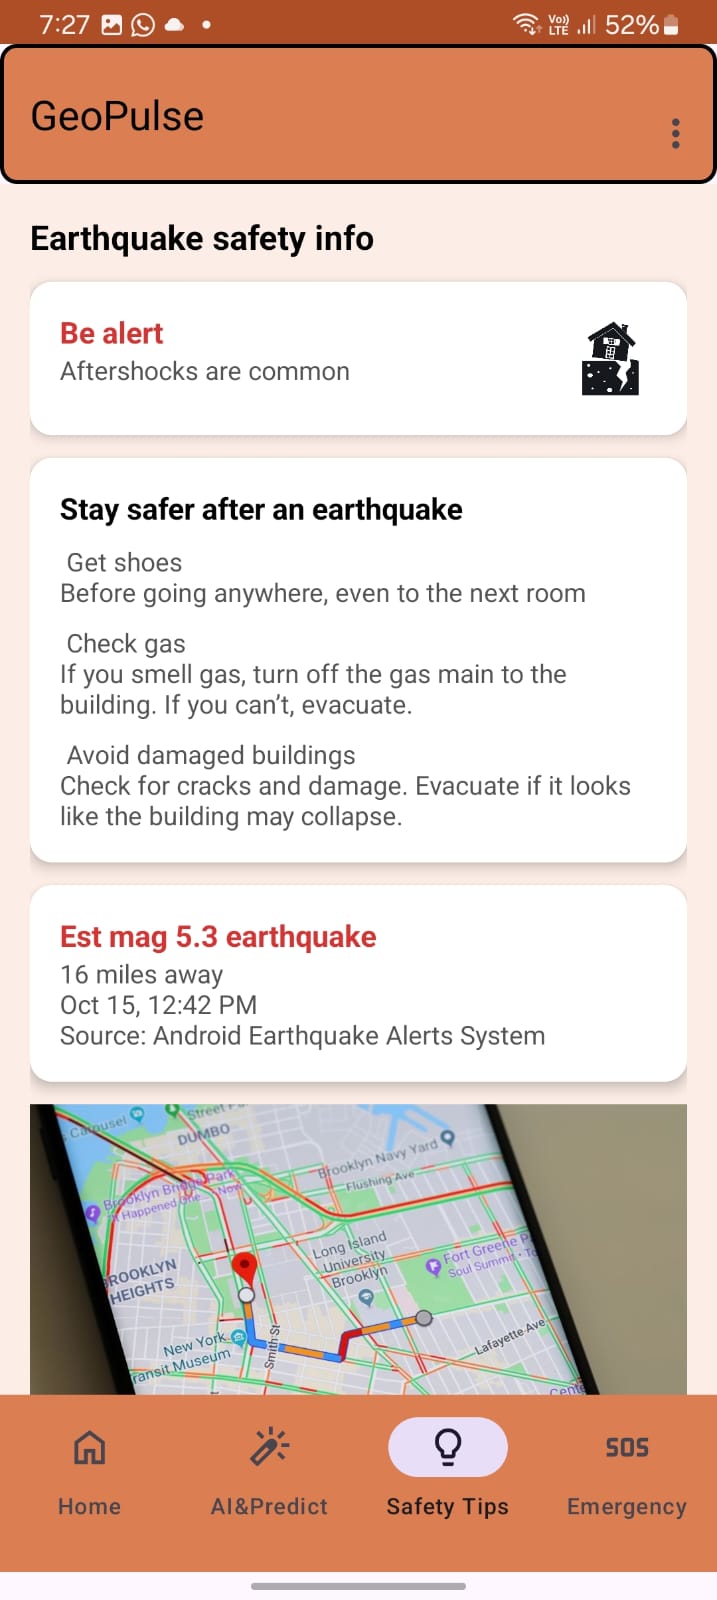 7:27
Vo))
LTE
52%
GeoPulse
Earthquake safety info
Be alert
Aftershocks are common
Stay safer after an earthquake
Get shoes
Before going anywhere, even to the next room
Check gas
If you smell gas, turn off the gas main to the
building. If you can’t, evacuate.
Avoid damaged buildings
Check for cracks and damage. Evacuate if it looks
like the building may collapse.
Est mag 5.3 earthquake
16 miles away
Oct 15, 12:42 PM
Source: Android Earthquake Alerts System
Carousel
Street
DUMBO
Brooklyn Navy Yard
Flushing Ave
Brooklyn Bridge Park
Happened One
Now
Long Island
University
Brooklyn
Fort Greene P
Soul Summit
BROOKLYN
HEIGHTS
New York
Transit Museum
Smith St
Lafayette Ave
Cente
Home
AI&Predict
Safety Tips
SOS
Emergency